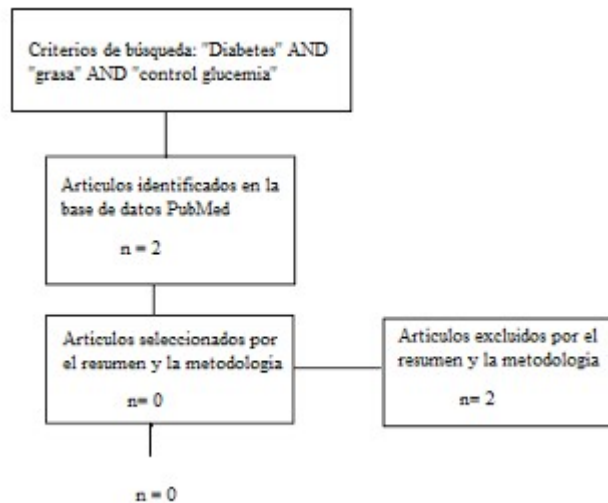 Criterios de búsqueda: "Diabetes" AND
"grasa" AND "control glucemia"
Articulos identificados en la
base de datos PubMed
n = 2
Articulos seleccionados por
el resumen y la metodologia
n= 0
Articulos excluidos por el
resumen y la metodologia
n= 2
n = 0